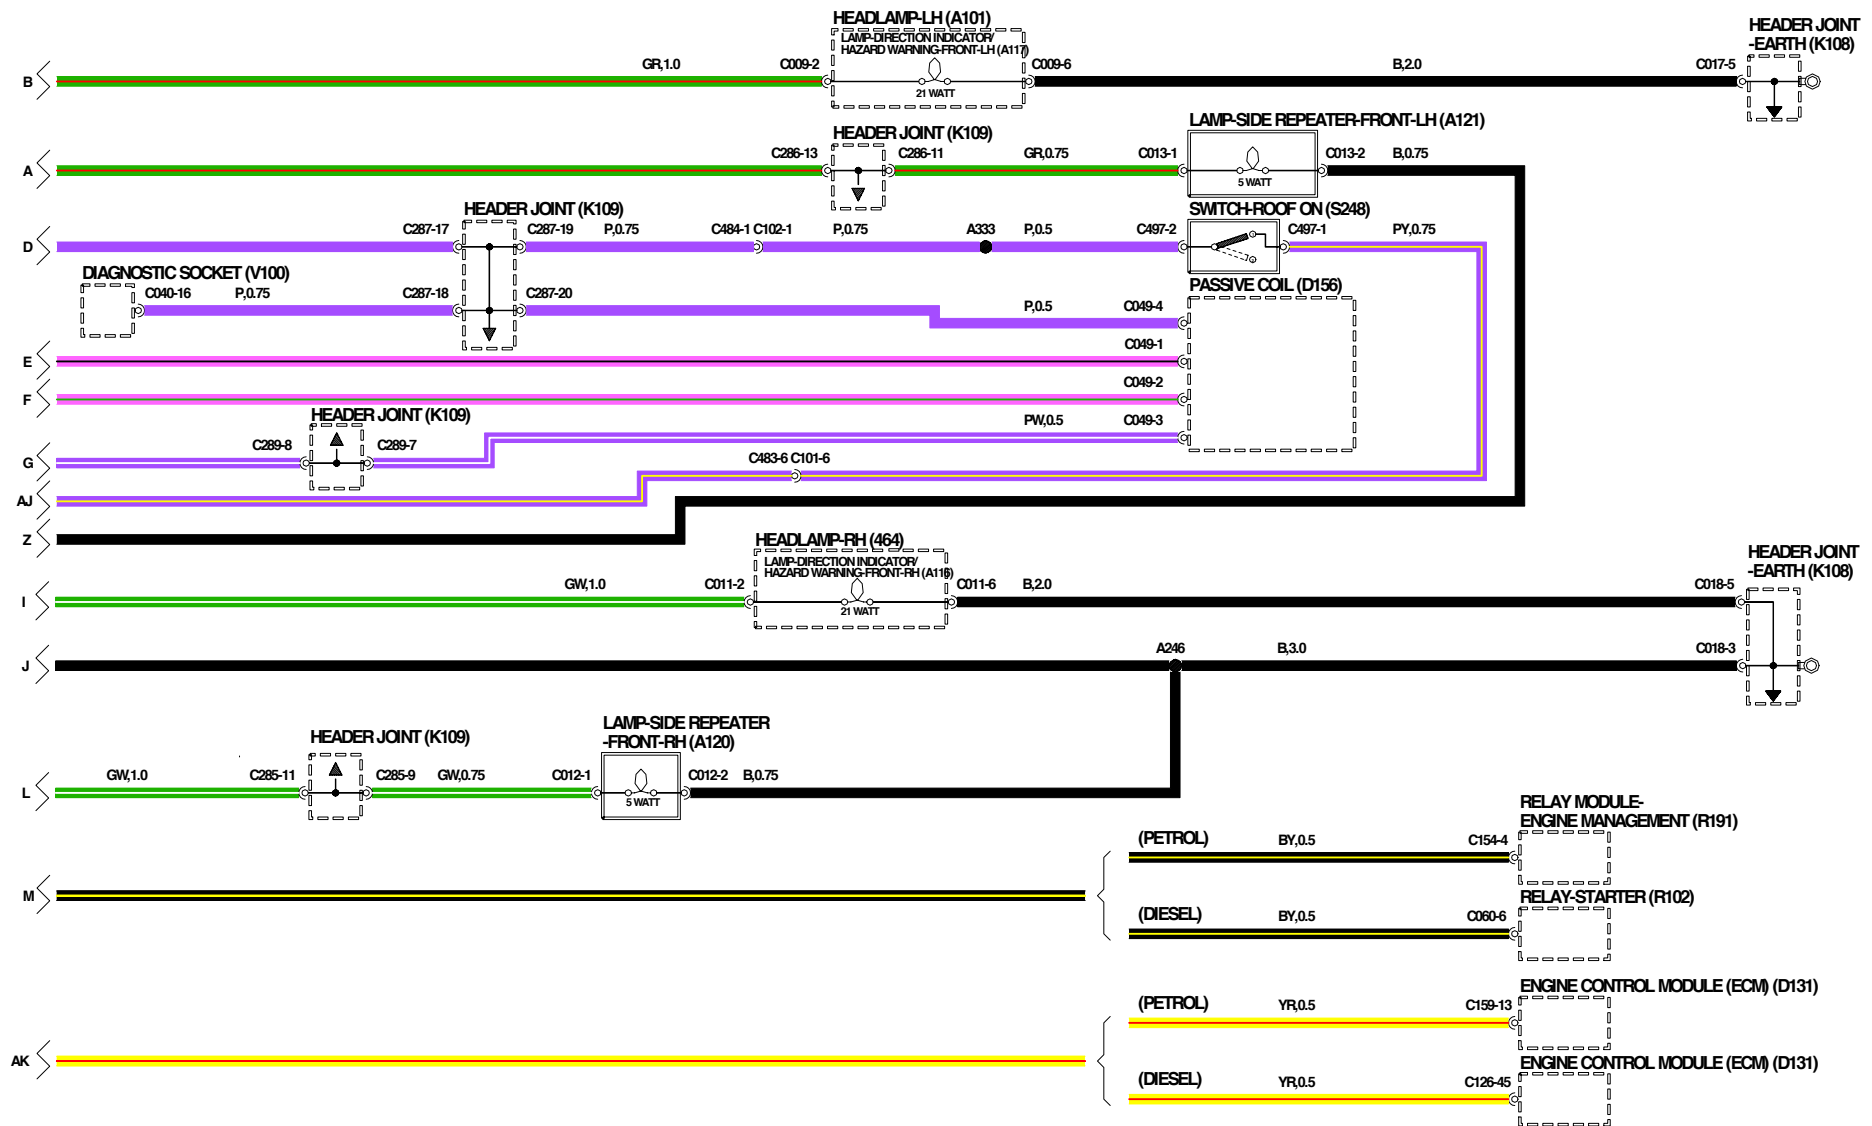 HEADLAMP-LH (A101)
LAMP-DIRECTION INDICATOR/
HAZARD WARNING-FRONT-LH (A117)
HEADER JOINT
-EARTH (K108)
B
GR,1.0
C009-2
21 WATT
C009-6
B,2.0
C017-5
HEADER JOINT (K109)
LAMP-SIDE REPEATER-FRONT-LH (A121)
A
C286-13
C286-11
GR,0.75
C013-1
5 WATT
C013-2
B,0.75
HEADER JOINT (K109)
SWITCH-ROOF ON (S248)
D
C287-17
C287-19
P,0.75
C484-1 C102-1
P,0.75
A333
P,0.5
C497-2
C497-1
PY,0.75
DIAGNOSTIC SOCKET (V100)
PASSIVE COIL (D156)
C040-16
P,0.75
C287-18
C287-20
P,0.5
C049-4
E
C049-1
F
C049-2
HEADER JOINT (K109)
PW,0.5
C049-3
G
C289-8
C289-7
C483-6 C101-6
AJ
Z
HEADLAMP-RH (464)
LAMP-DIRECTION INDICATOR/
HAZARD WARNING-FRONT-RH (A116)
HEADER JOINT
-EARTH (K108)
I
GW,1.0
C011-2
21 WATT
C011-6
B,2.0
C018-5
J
A246
B,3.0
C018-3
LAMP-SIDE REPEATER
-FRONT-RH (A120)
HEADER JOINT (K109)
L
GW,1.0
C285-11
C285-9
GW,0.75
C012-1
5 WATT
C012-2
B,0.75
RELAY MODULE-
ENGINE MANAGEMENT (R191)
(PETROL)
BY,0.5
C154-4
M
RELAY-STARTER (R102)
(DIESEL)
BY,0.5
C060-6
ENGINE CONTROL MODULE (ECM) (D131)
(PETROL)
YR,0.5
C159-13
AK
ENGINE CONTROL MODULE (ECM) (D131)
(DIESEL)
YR,0.5
C126-45